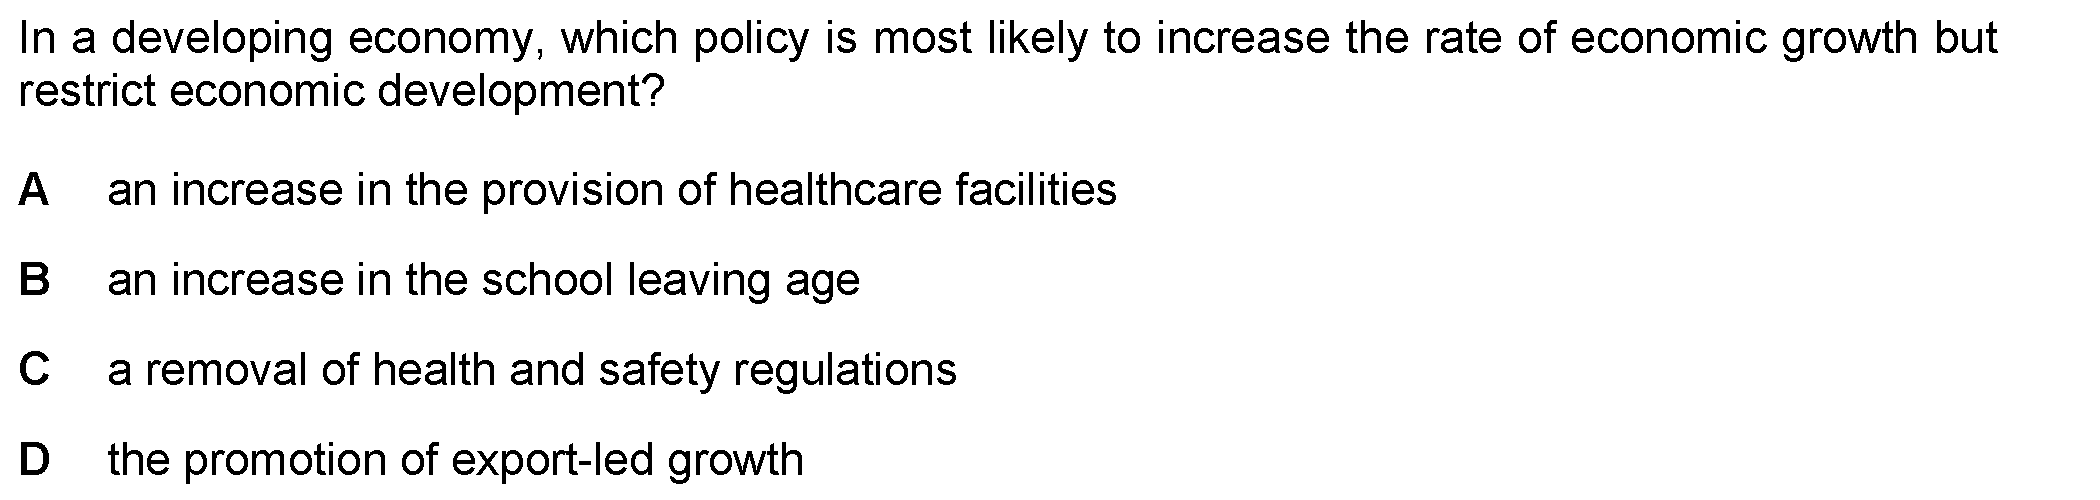 In a developing economy, which policy is most likely to increase the rate of economic growth but
restrict economic development?
A an increase in the provision of healthcare facilities
B an increase in the school leaving age
C a removal of health and safety regulations
D the promotion of export-led growth